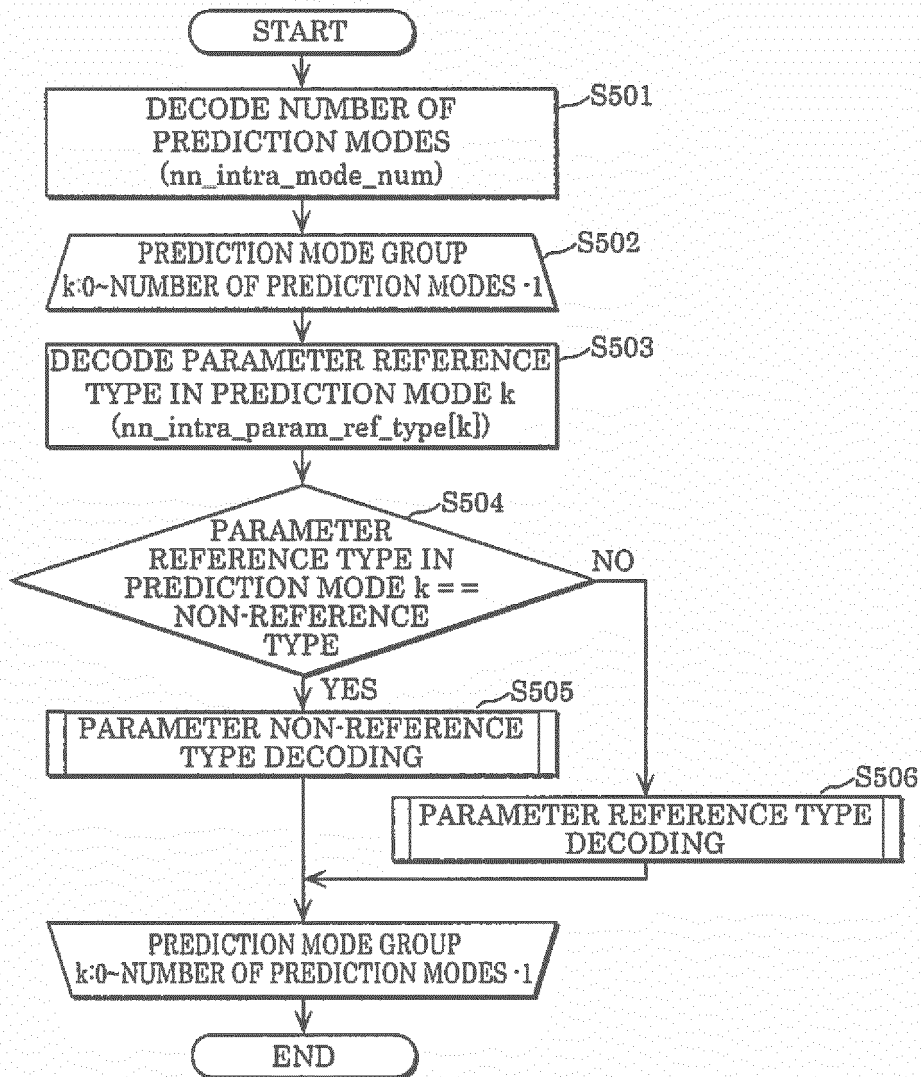 START
S501
DECODE NUMBER OF
PREDICTION MODES
(nn_intra_mode_num)
S502
PREDICTION MODE GROUP
k:0~NUMBER OF PREDICTION MODES -1
S503
DECODE PARAMETER REFERENCE
TYPE IN PREDICTION MODE k
(nn_intra_param_ref_type[k])
S504
PARAMETER
REFERENCE TYPE IN
PREDICTION MODE k ==
NON-REFERENCE
TYPE
NO
YES
S505
PARAMETER NON-REFERENCE
TYPE DECODING
S506
PARAMETER REFERENCE TYPE
DECODING
PREDICTION MODE GROUP
k:0~NUMBER OF PREDICTION MODES -1
END